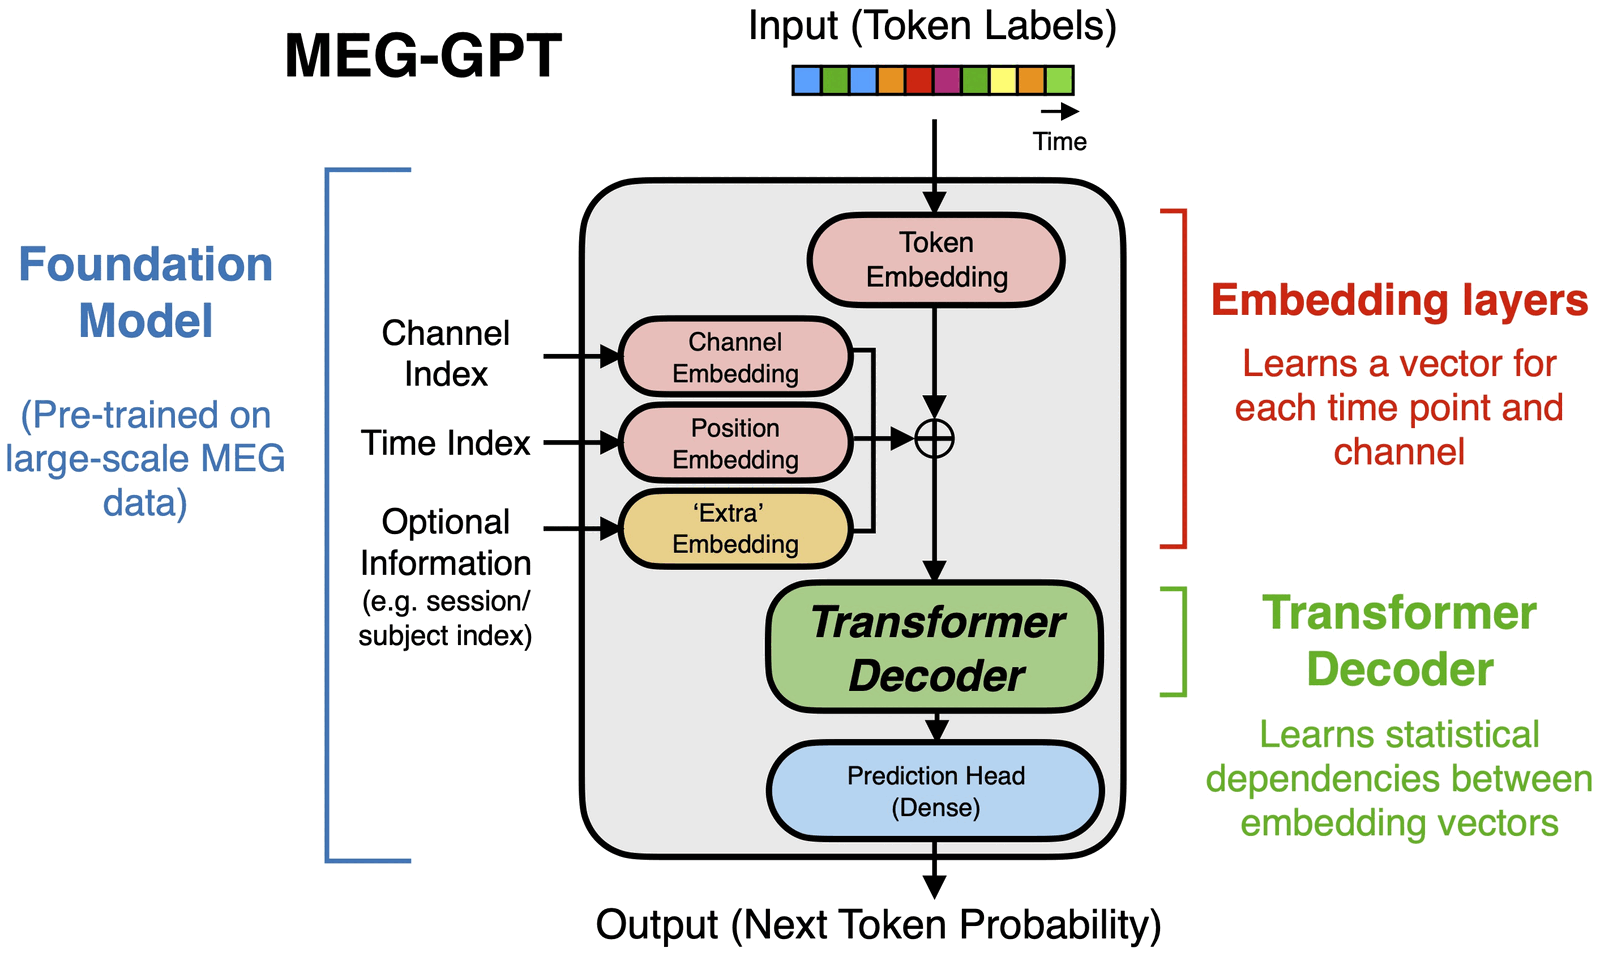 MEG-GPT
Input (Token Labels)
Time
Foundation
Model
(Pre-trained on
large-scale MEG
data)
Channel
Index
Time Index
Optional
Information
(e.g. session/
subject index)
Token
Embedding
Channel
Embedding
Position
Embedding
‘Extra’
Embedding
Transformer
Decoder
Prediction Head
(Dense)
Output (Next Token Probability)
Embedding layers
Learns a vector for
each time point and
channel
Transformer
Decoder
Learns statistical
dependencies between
embedding vectors